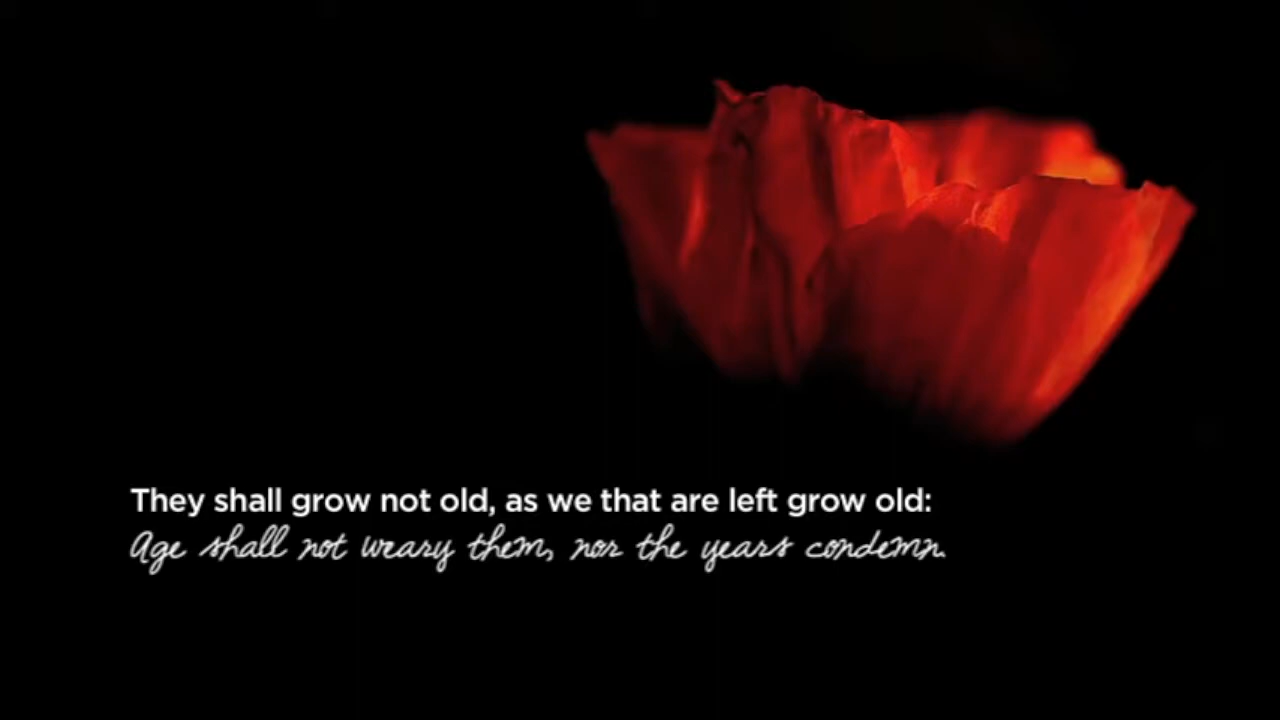 They shall grow not old, as we that are left grow old:
Age shall not weary them, nor the years condemn.